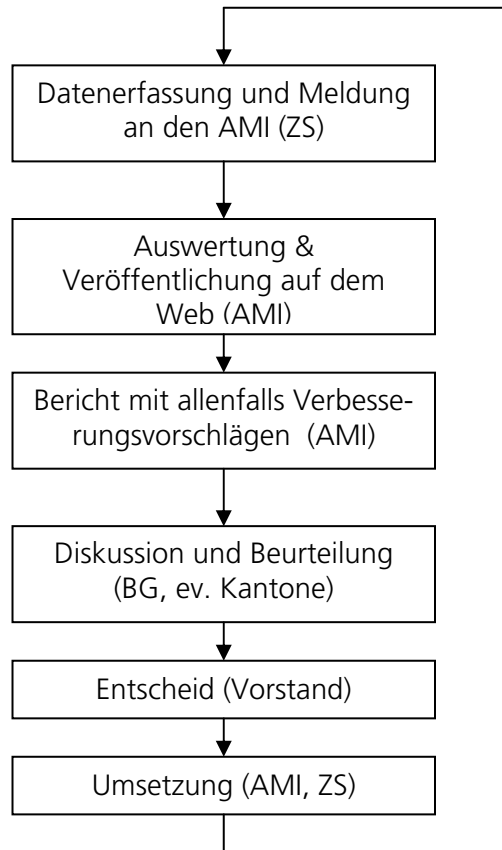 Datenerfassung und Meldung
an den AMI (ZS)
Auswertung &
Veröffentlichung auf dem
Web (AMI)
Bericht mit allenfalls Verbesse-
rungsvorschlägen (AMI)
Diskussion und Beurteilung
(BG, ev. Kantone)
Entscheid (Vorstand)
Umsetzung (AMI, ZS)